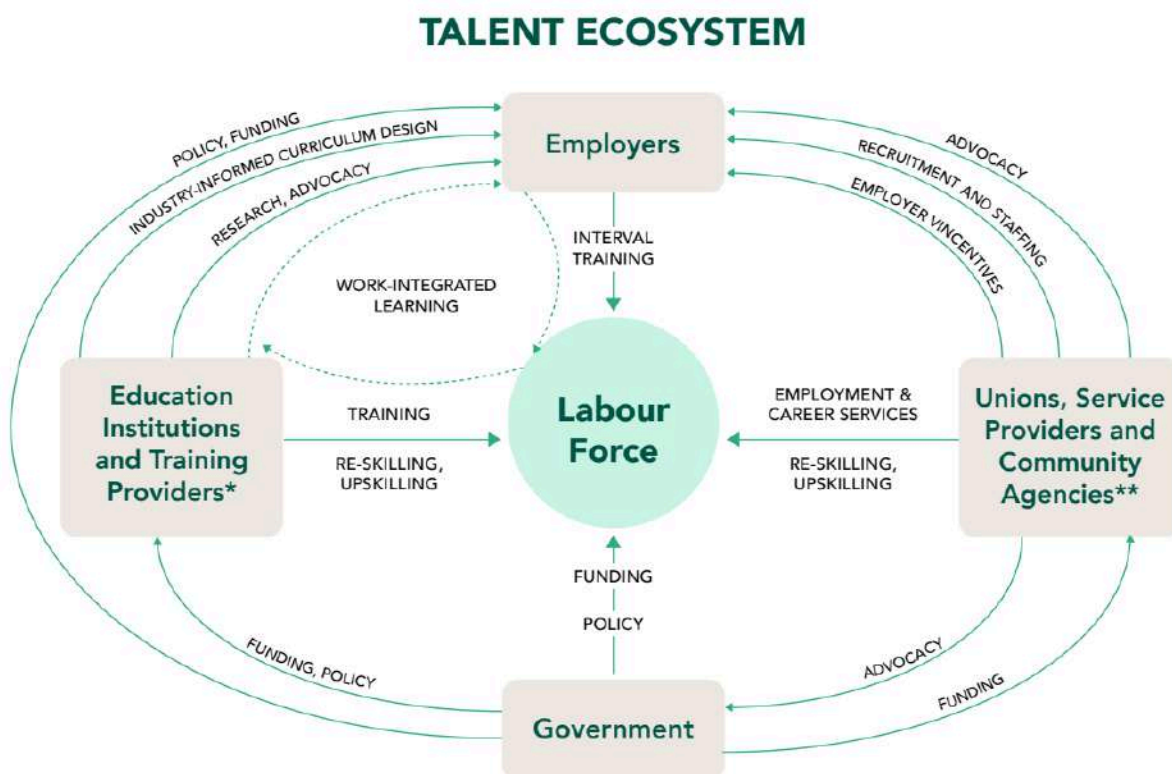 TALENT ECOSYSTEM
POLICY, FUNDING
INDUSTRY-INFORMED CURRICULUM DESIGN
RESEARCH, ADVOCACY
Employers
ADVOCACY
RECRUITMENT AND STAFFING
EMPLOYER VINCENTIVES
INTERVAL
TRAINING
WORK-INTEGRATED
LEARNING
Education
Institutions
and Training
Providers*
TRAINING
RE-SKILLING,
UPSKILLING
Labour
Force
EMPLOYMENT &
CAREER SERVICES
RE-SKILLING,
UPSKILLING
Unions, Service
Providers and
Community
Agencies**
FUNDING
POLICY
FUNDING, POLICY
ADVOCACY
FUNDING
Government